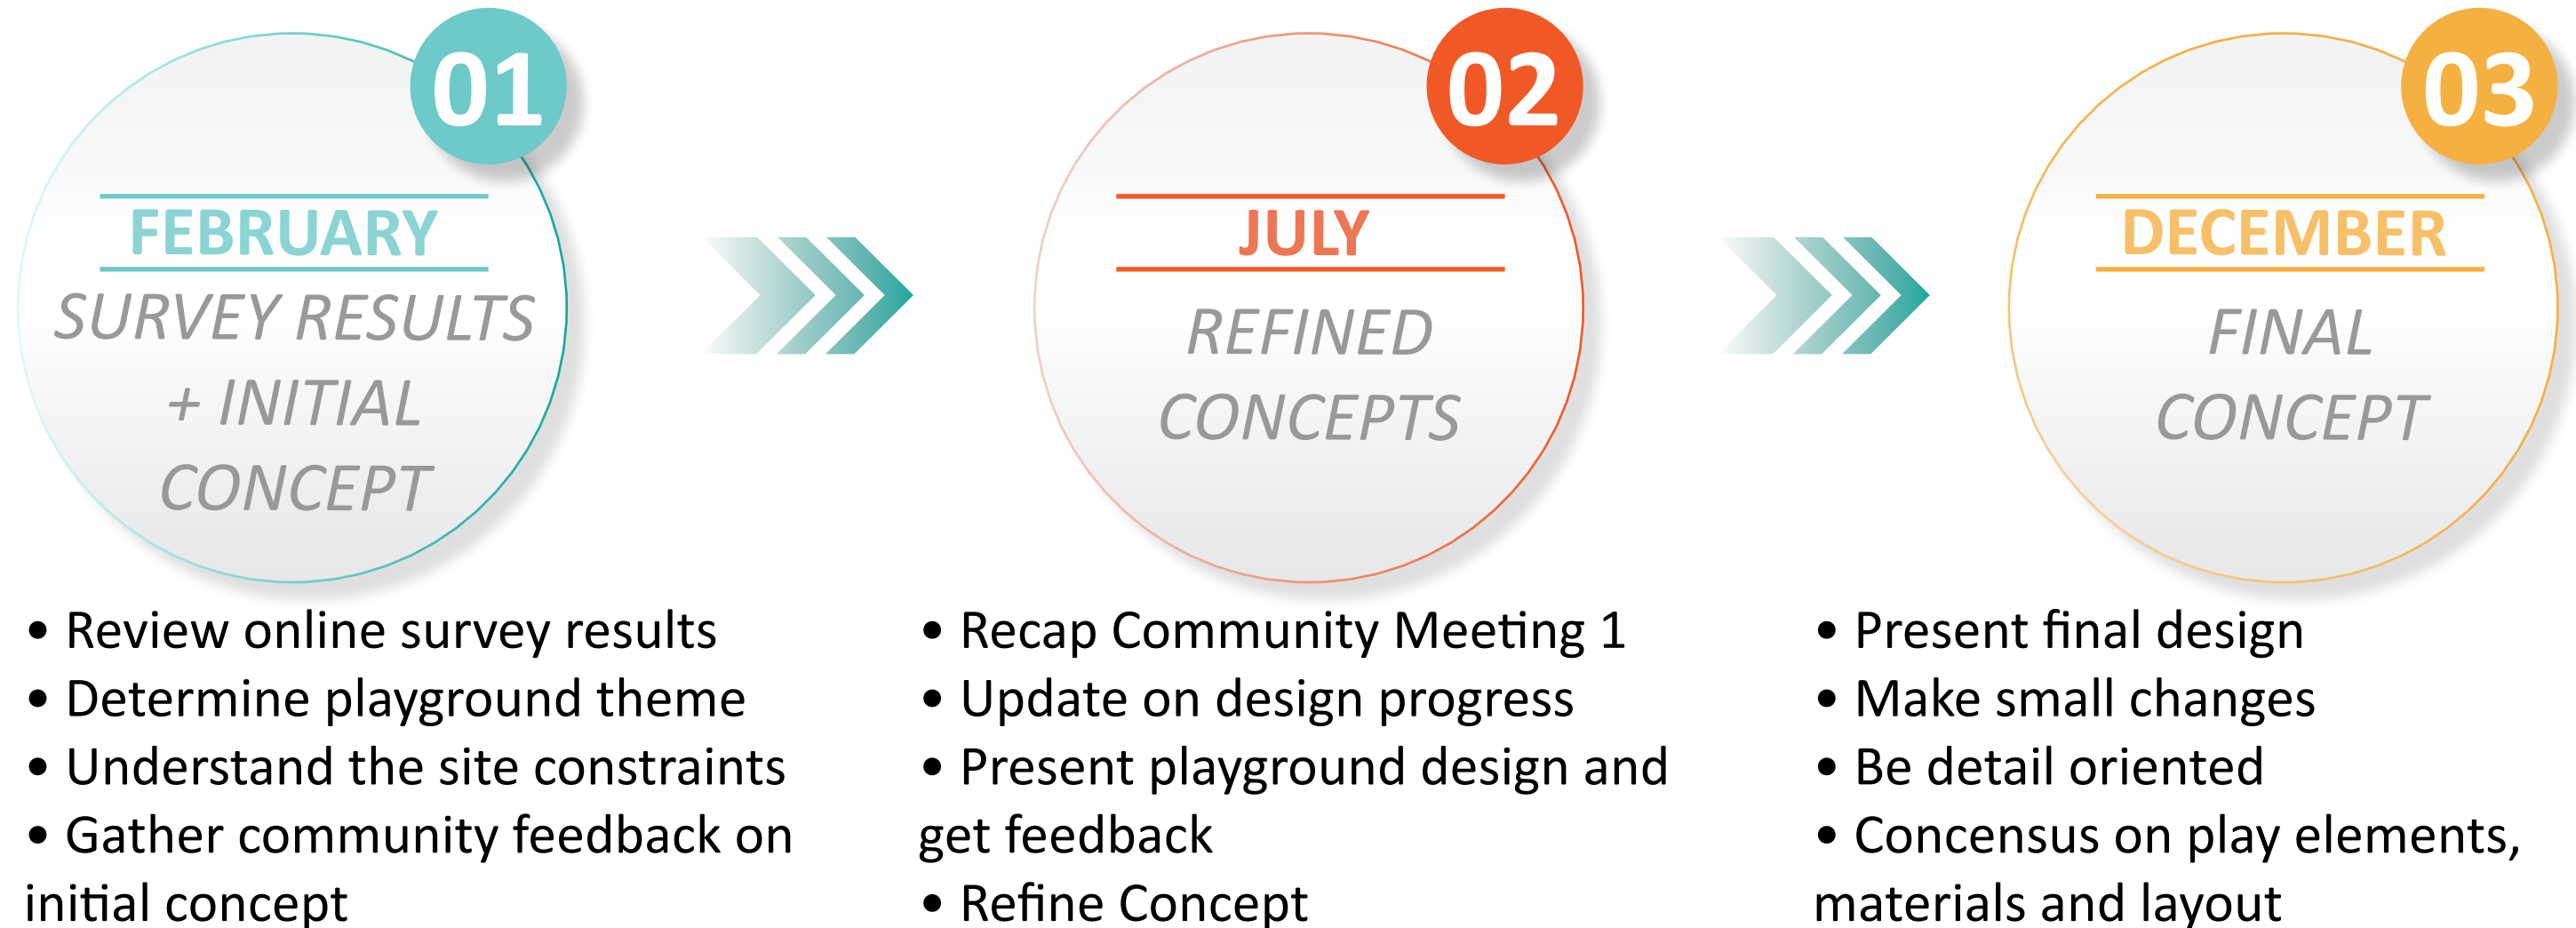 01
FEBRUARY
SURVEY RESULTS
+ INITIAL
CONCEPT
• Review online survey results
• Determine playground theme
• Understand the site constraints
• Gather community feedback on
initial concept
02
JULY
REFINED
CONCEPTS
• Recap Community Meeting 1
• Update on design progress
• Present playground design and
get feedback
• Refine Concept
03
DECEMBER
FINAL
CONCEPT
• Present final design
• Make small changes
• Be detail oriented
• Concensus on play elements,
materials and layout